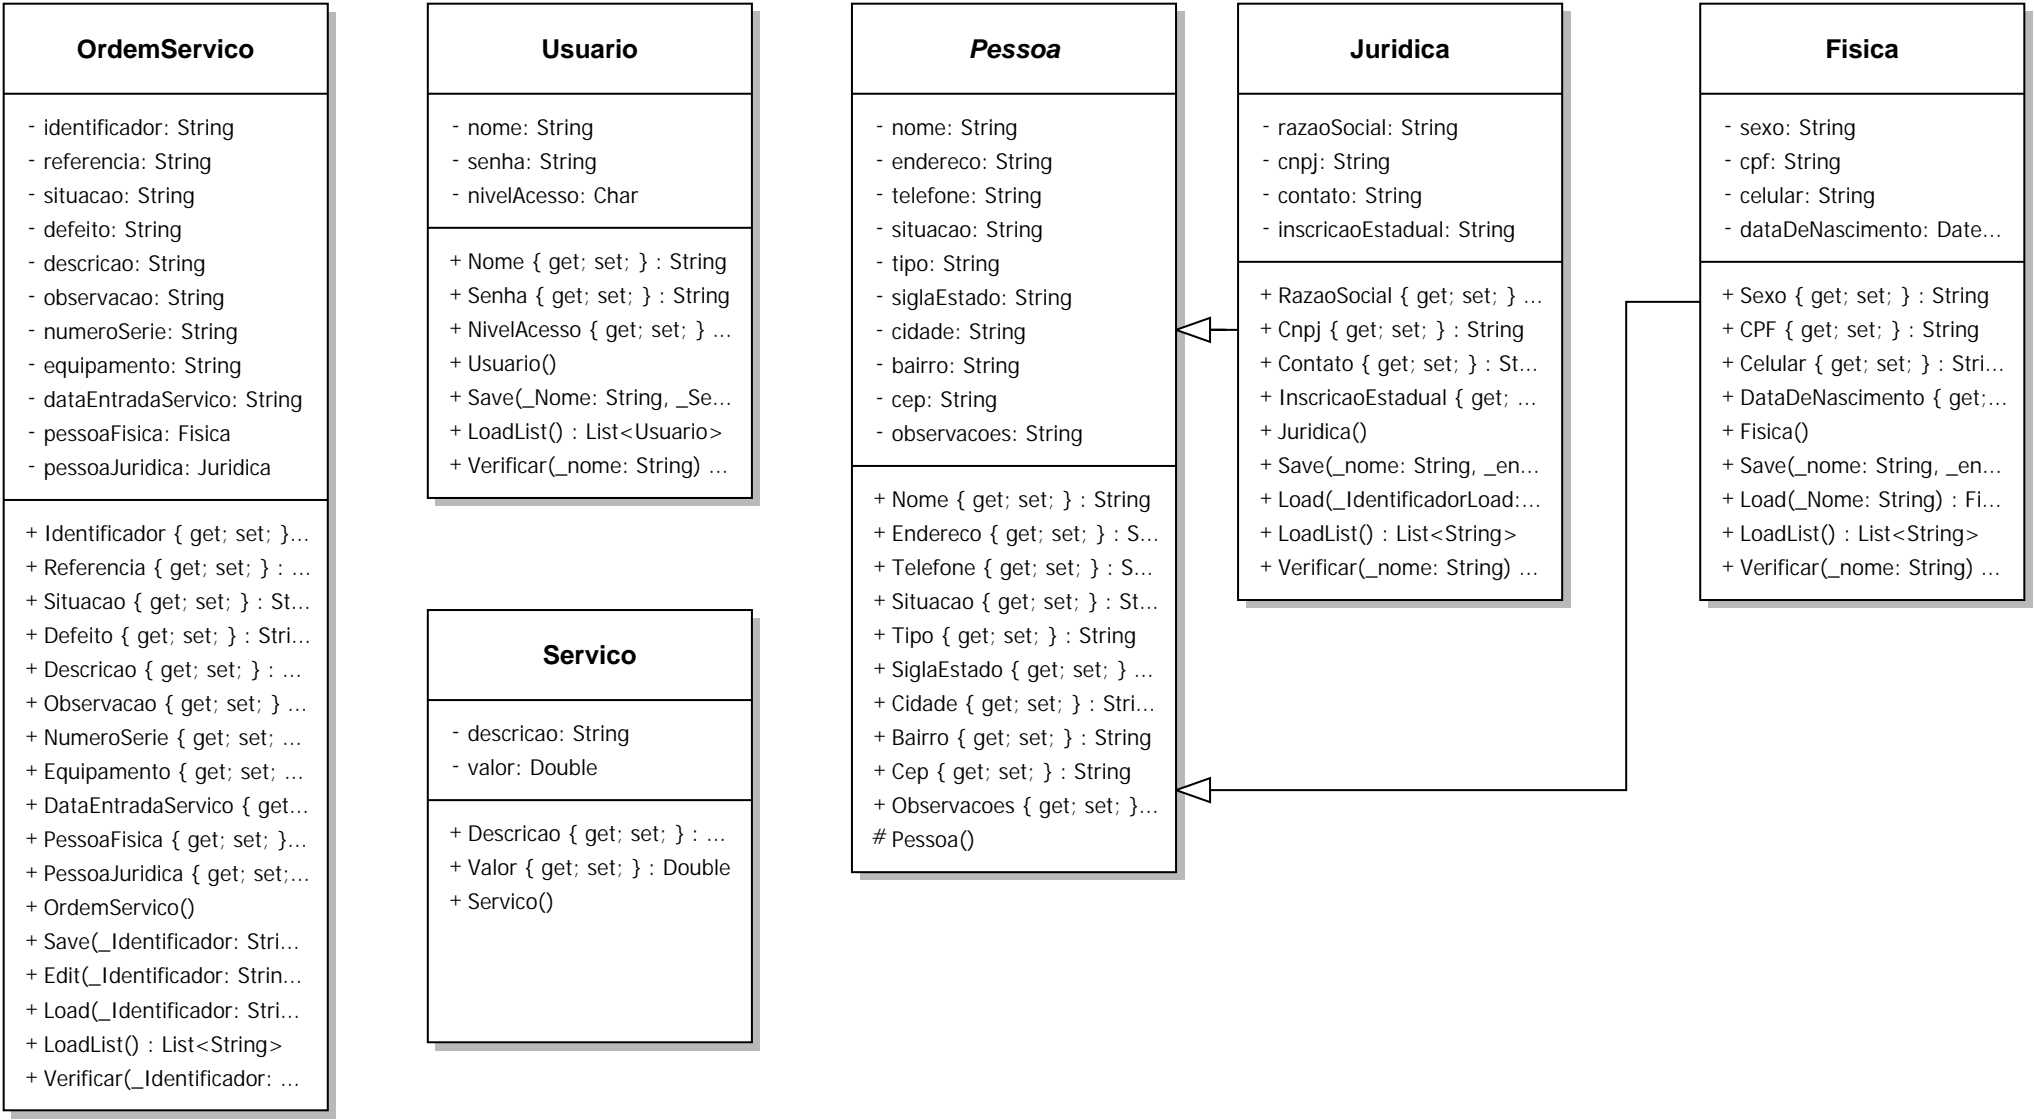 OrdemServico
- identificador: String
- referencia: String
- situacao: String
- defeito: String
- descricao: String
- observacao: String
- numeroSerie: String
- equipamento: String
- dataEntradaServico: String
- pessoaFisica: Fisica
- pessoaJuridica: Juridica
+ Identificador { get; set; }...
+ Referencia { get; set; } : ...
+ Situacao { get; set; } : St...
+ Defeito { get; set; } : Stri...
+ Descricao { get; set; } : ...
+ Observacao { get; set; } ...
+ NumeroSerie { get; set; ...
+ Equipamento { get; set; ...
+ DataEntradaServico { get...
+ PessoaFisica { get; set; }...
+ PessoaJuridica { get; set;...
+ OrdemServico()
+ Save(_Identificador: Stri...
+ Edit(_Identificador: Strin...
+ Load(_Identificador: Stri...
+ LoadList() : List<String>
+ Verificar(_Identificador: ...
Usuario
- nome: String
- senha: String
- nivelAcesso: Char
+ Nome { get; set; } : String
+ Senha { get; set; } : String
+ NivelAcesso { get; set; } ...
+ Usuario()
+ Save(_Nome: String, _Se...
+ LoadList() : List<Usuario>
+ Verificar(_nome: String) ...
Servico
- descricao: String
- valor: Double
+ Descricao { get; set; } : ...
+ Valor { get; set; } : Double
+ Servico()
Pessoa
- nome: String
- endereco: String
- telefone: String
- situacao: String
- tipo: String
- siglaEstado: String
- cidade: String
- bairro: String
- cep: String
- observacoes: String
+ Nome { get; set; } : String
+ Endereco { get; set; } : S...
+ Telefone { get; set; } : S...
+ Situacao { get; set; } : St...
+ Tipo { get; set; } : String
+ SiglaEstado { get; set; } ...
+ Cidade { get; set; } : Stri...
+ Bairro { get; set; } : String
+ Cep { get; set; } : String
+ Observacoes { get; set; }...
# Pessoa()
Juridica
- razaoSocial: String
- cnpj: String
- contato: String
- inscricaoEstadual: String
+ RazaoSocial { get; set; } ...
+ Cnpj { get; set; } : String
+ Contato { get; set; } : St...
+ InscricaoEstadual { get; ...
+ Juridica()
+ Save(_nome: String, _en...
+ Load(_IdentificadorLoad:...
+ LoadList() : List<String>
+ Verificar(_nome: String) ...
Fisica
- sexo: String
- cpf: String
- celular: String
- dataDeNascimento: Date...
+ Sexo { get; set; } : String
+ CPF { get; set; } : String
+ Celular { get; set; } : Stri...
+ DataDeNascimento { get;...
+ Fisica()
+ Save(_nome: String, _en...
+ Load(_Nome: String) : Fi...
+ LoadList() : List<String>
+ Verificar(_nome: String) ...